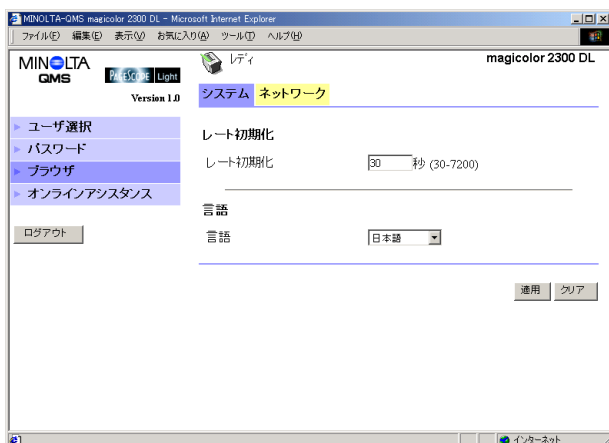 MINOLTA-QMS magicolor 2300 DL - Microsoft Internet Explorer
ファイル(F) 編集(E) 表示(V) お気に入り(A) ツール(T) ヘルプ(H)
MINOLTA
QMS
PAGESCOPE Light
Version 1.0
レディ
magicolor 2300 DL
システム ネットワーク
ユーザ選択
パスワード
ブラウザ
オンラインアシスタンス
ログアウト
レート初期化
レート初期化 30 秒 (30-7200)
言語
言語 日本語
適用 クリア
インターネット